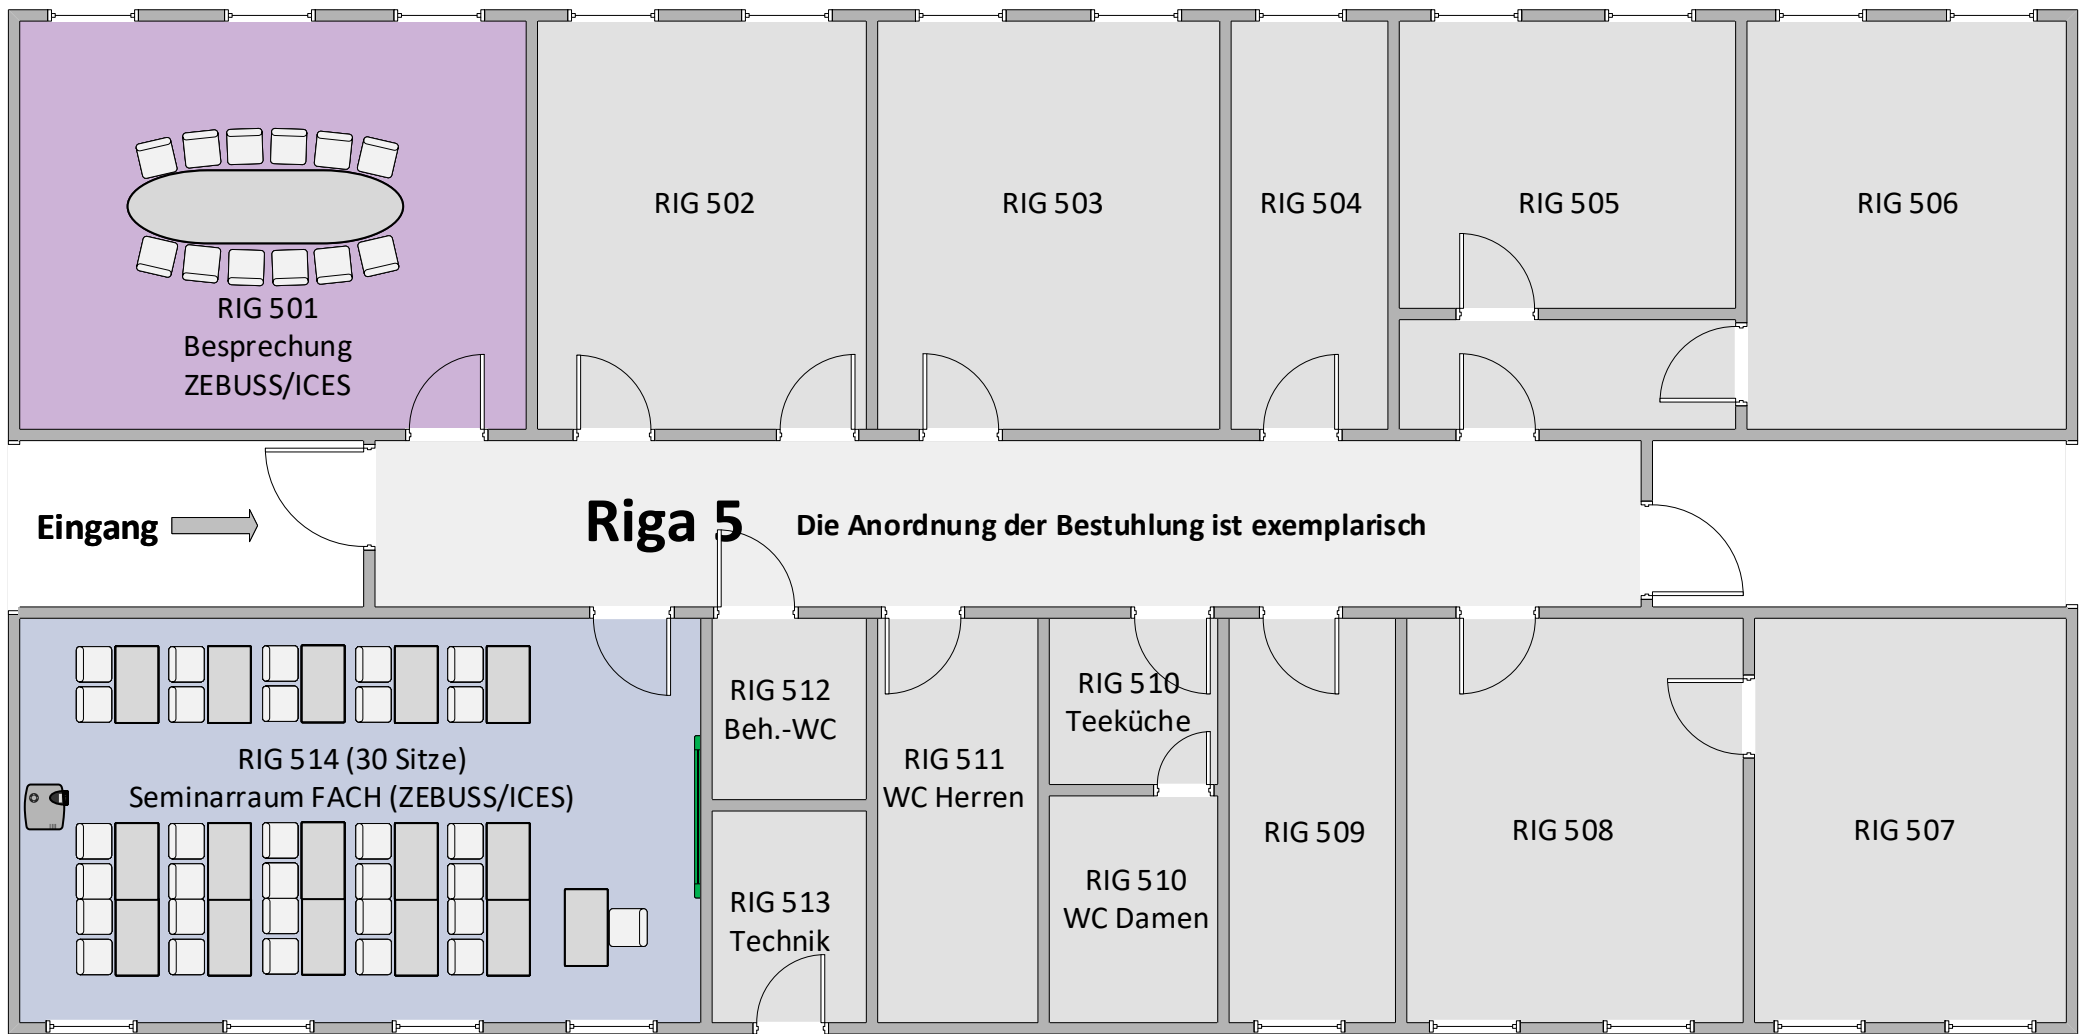 RIG 501
Besprechung
ZEBUSS/ICES
RIG 502
RIG 503
RIG 504
RIG 505
RIG 506
Eingang
Riga 5
Die Anordnung der Bestuhlung ist exemplarisch
RIG 514 (30 Sitze)
Seminarraum FACH (ZEBUSS/ICES)
RIG 512
Beh.-WC
RIG 513
Technik
RIG 511
WC Herren
RIG 510
Teeküche
RIG 510
WC Damen
RIG 509
RIG 508
RIG 507